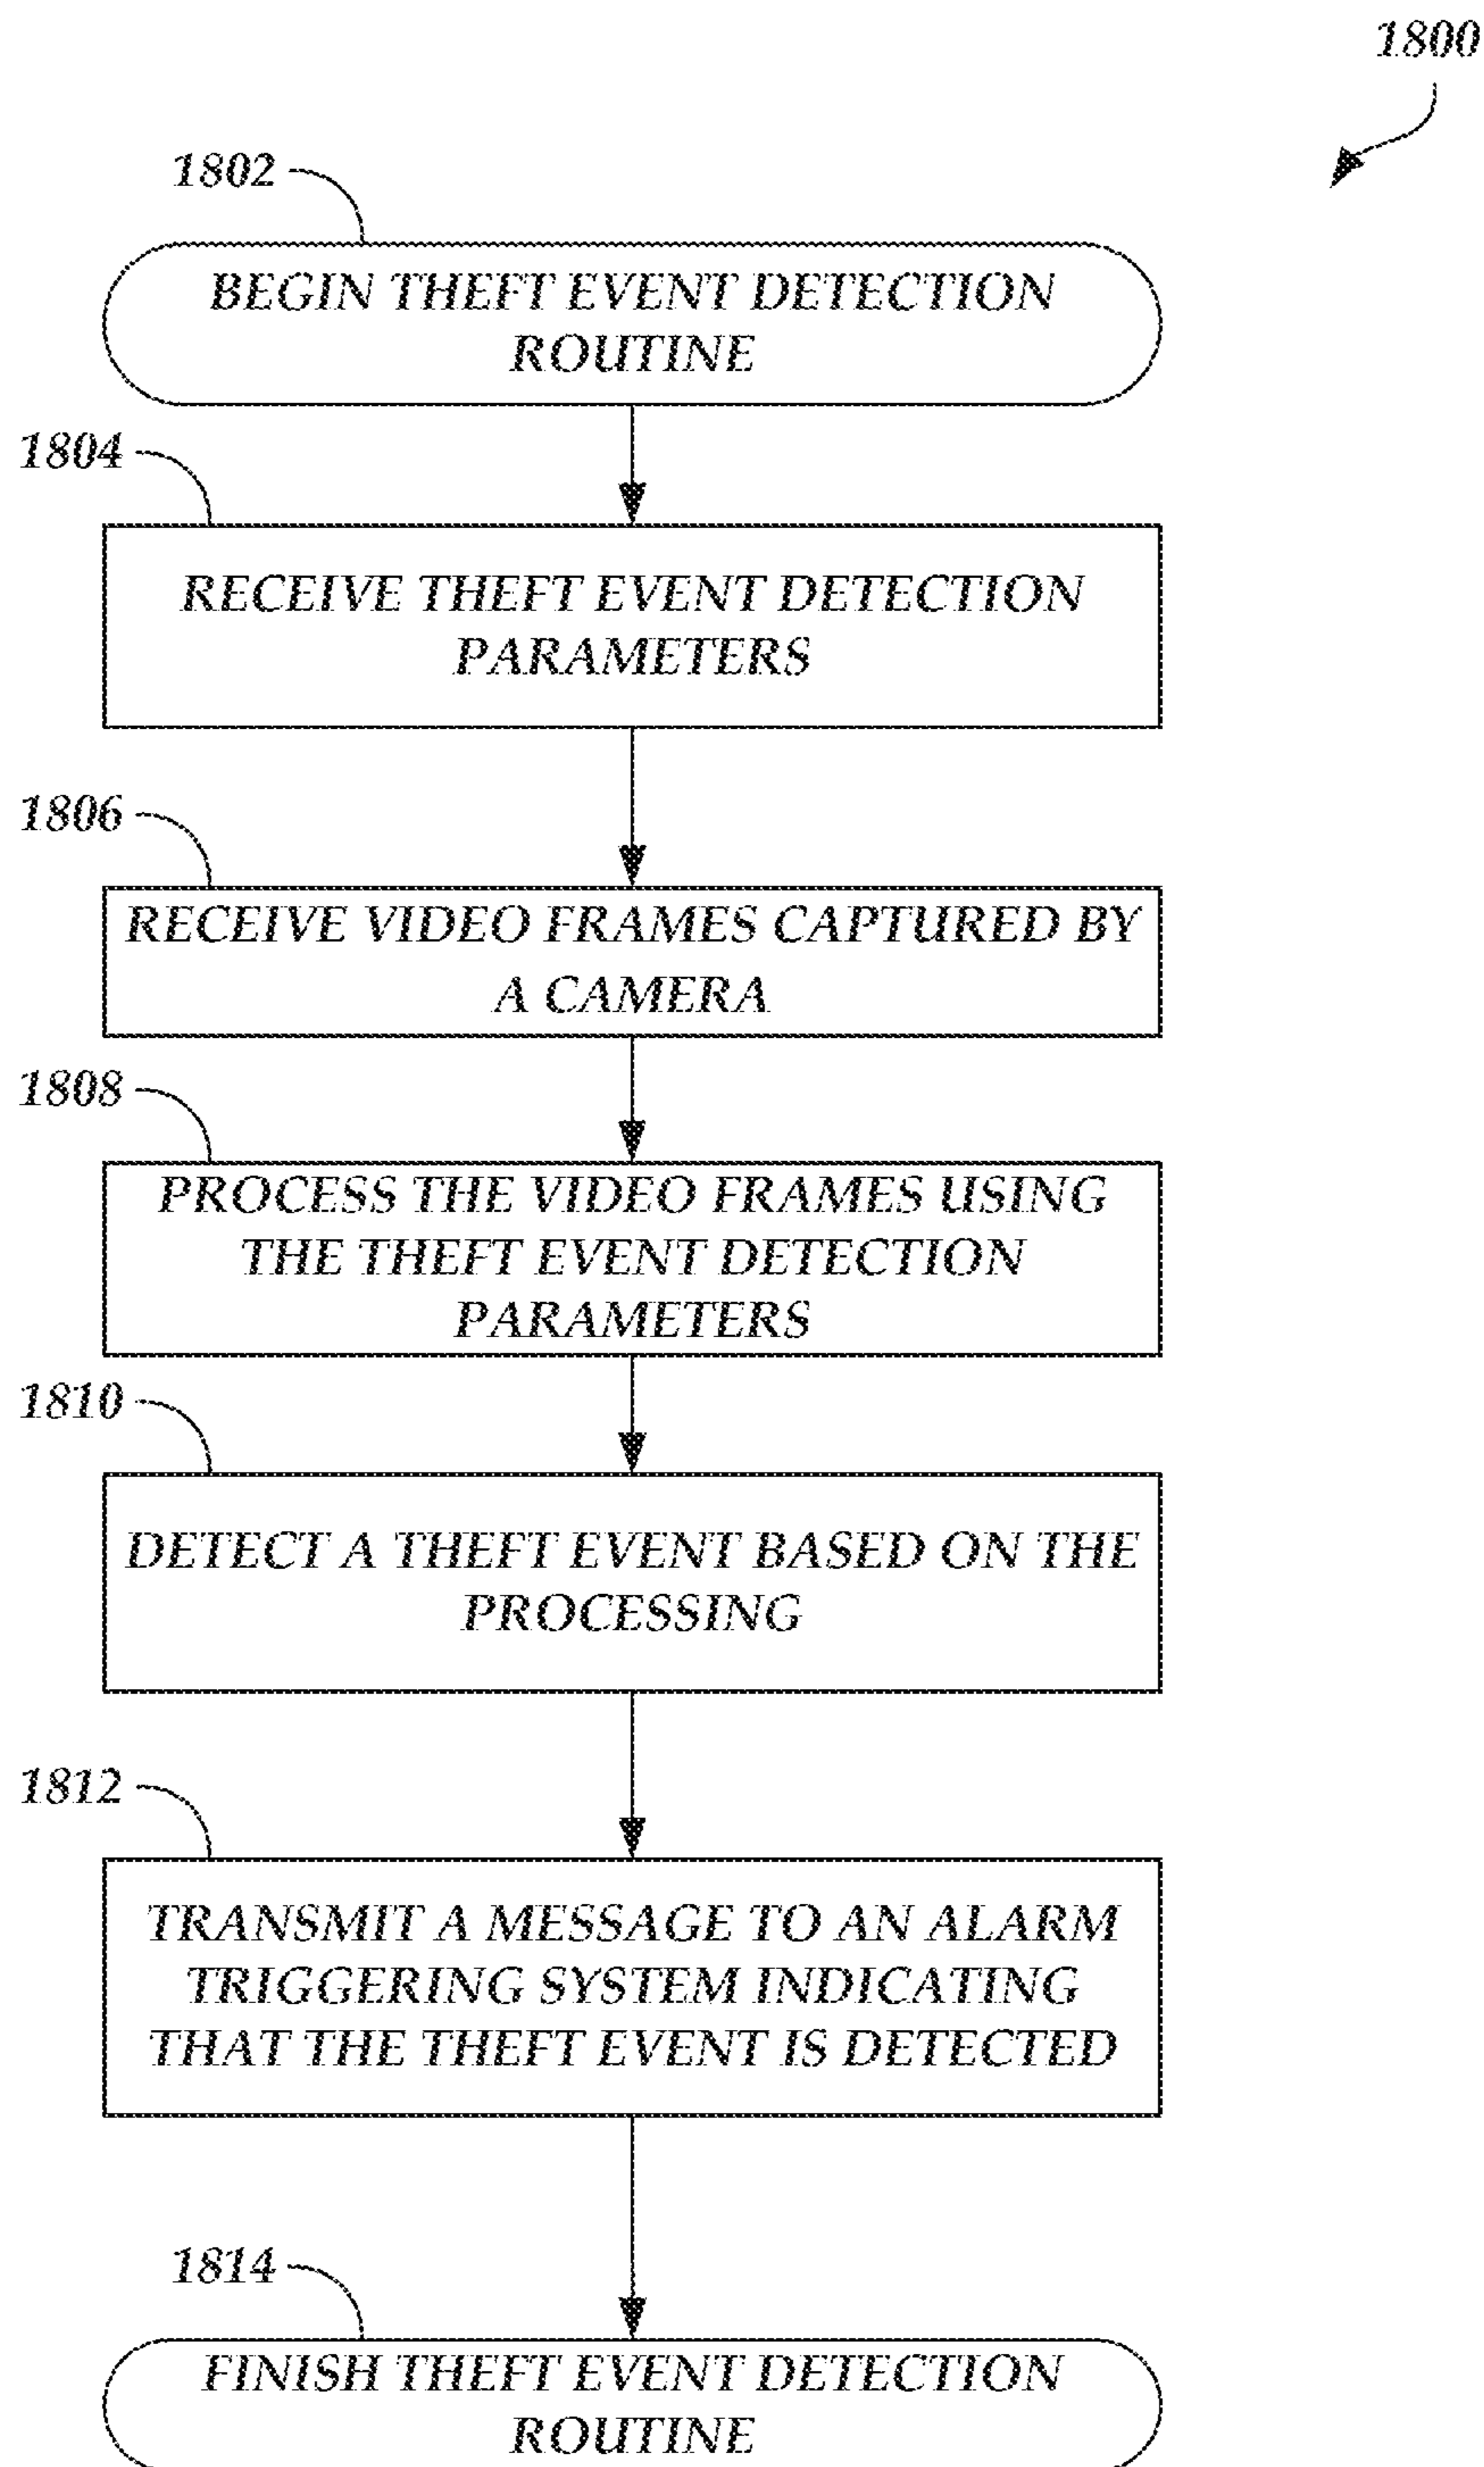 1800
1802
BEGIN THEFT EVENT DETECTION
ROUTINE
1804
RECEIVE THEFT EVENT DETECTION
PARAMETERS
1806
RECEIVE VIDEO FRAMES CAPTURED BY
A CAMERA
1808
PROCESS THE VIDEO FRAMES USING
THE THEFT EVENT DETECTION
PARAMETERS
1810
DETECT A THEFT EVENT BASED ON THE
PROCESSING
1812
TRANSMIT A MESSAGE TO AN ALARM
TRIGGERING SYSTEM INDICATING
THAT THE THEFT EVENT IS DETECTED
1814
FINISH THEFT EVENT DETECTION
ROUTINE